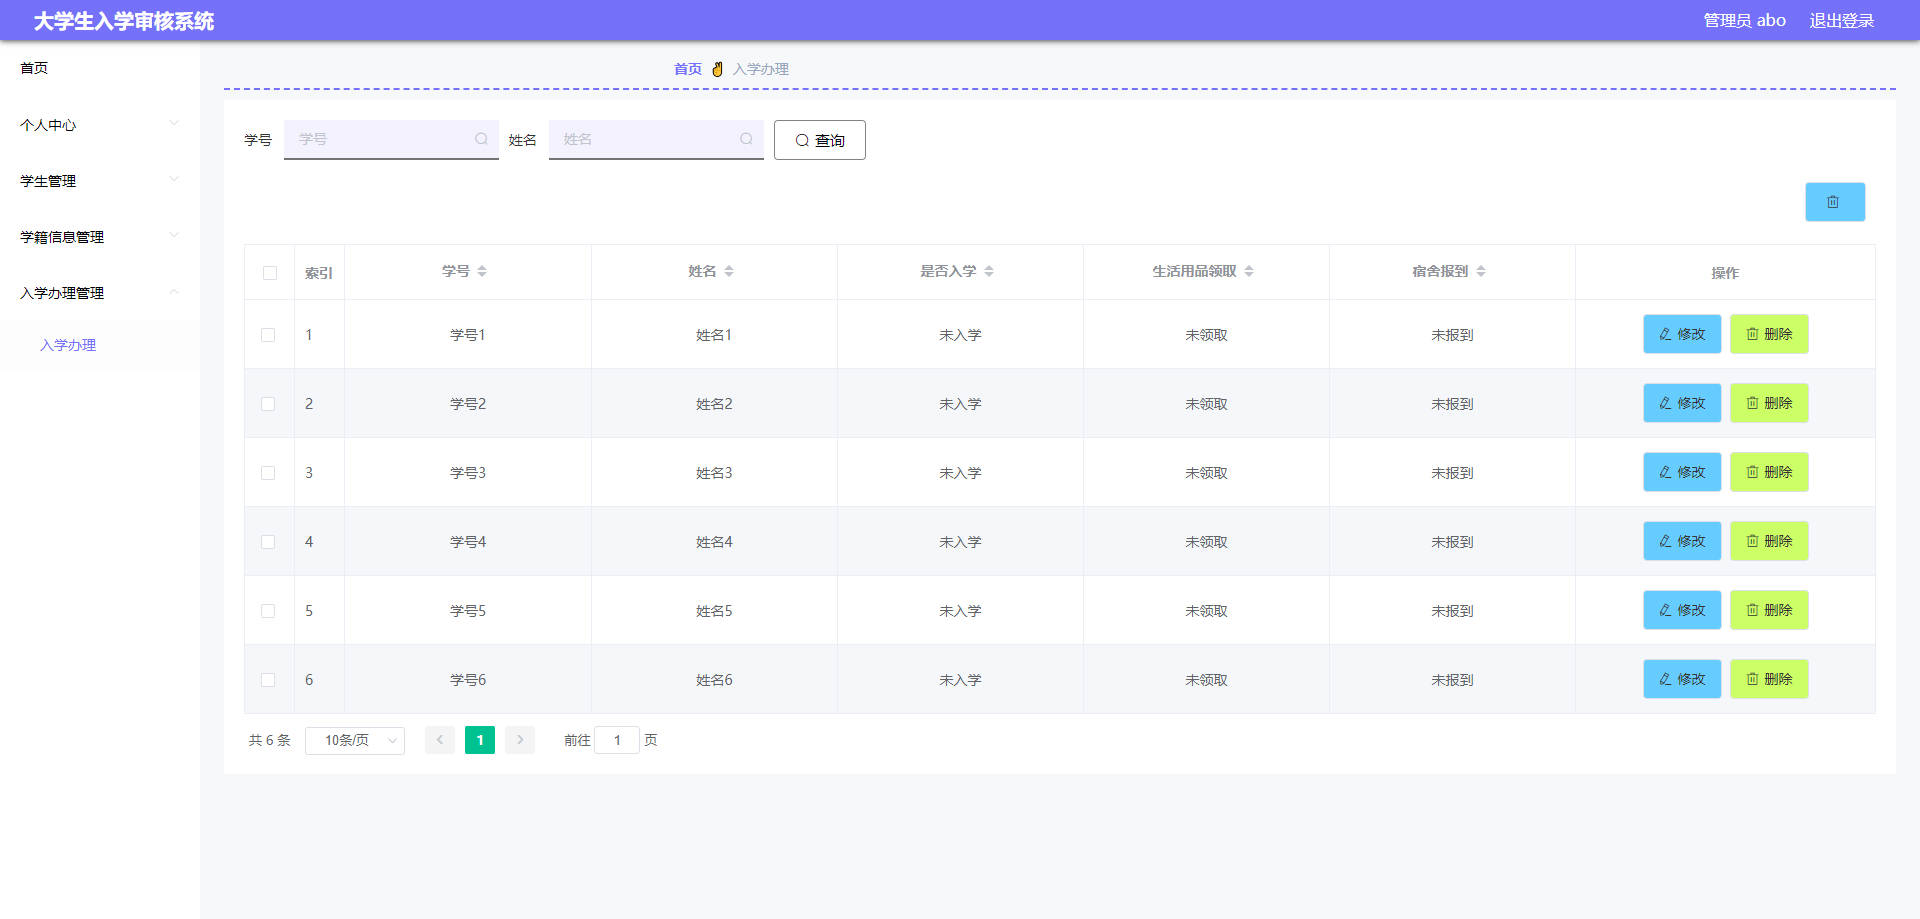 大学生入学审核系统
管理员 abo 退出登录
首页
个人中心
学生管理
学籍信息管理
入学办理管理
入学办理
首页 入学办理
学号 学号 姓名 姓名 查询
索引 学号 姓名 是否入学 生活用品领取 宿舍报到 操作
1 学号1 姓名1 未入学 未领取 未报到 修改 删除
2 学号2 姓名2 未入学 未领取 未报到 修改 删除
3 学号3 姓名3 未入学 未领取 未报到 修改 删除
4 学号4 姓名4 未入学 未领取 未报到 修改 删除
5 学号5 姓名5 未入学 未领取 未报到 修改 删除
6 学号6 姓名6 未入学 未领取 未报到 修改 删除
共 6 条 10条/页 1 前往 1 页